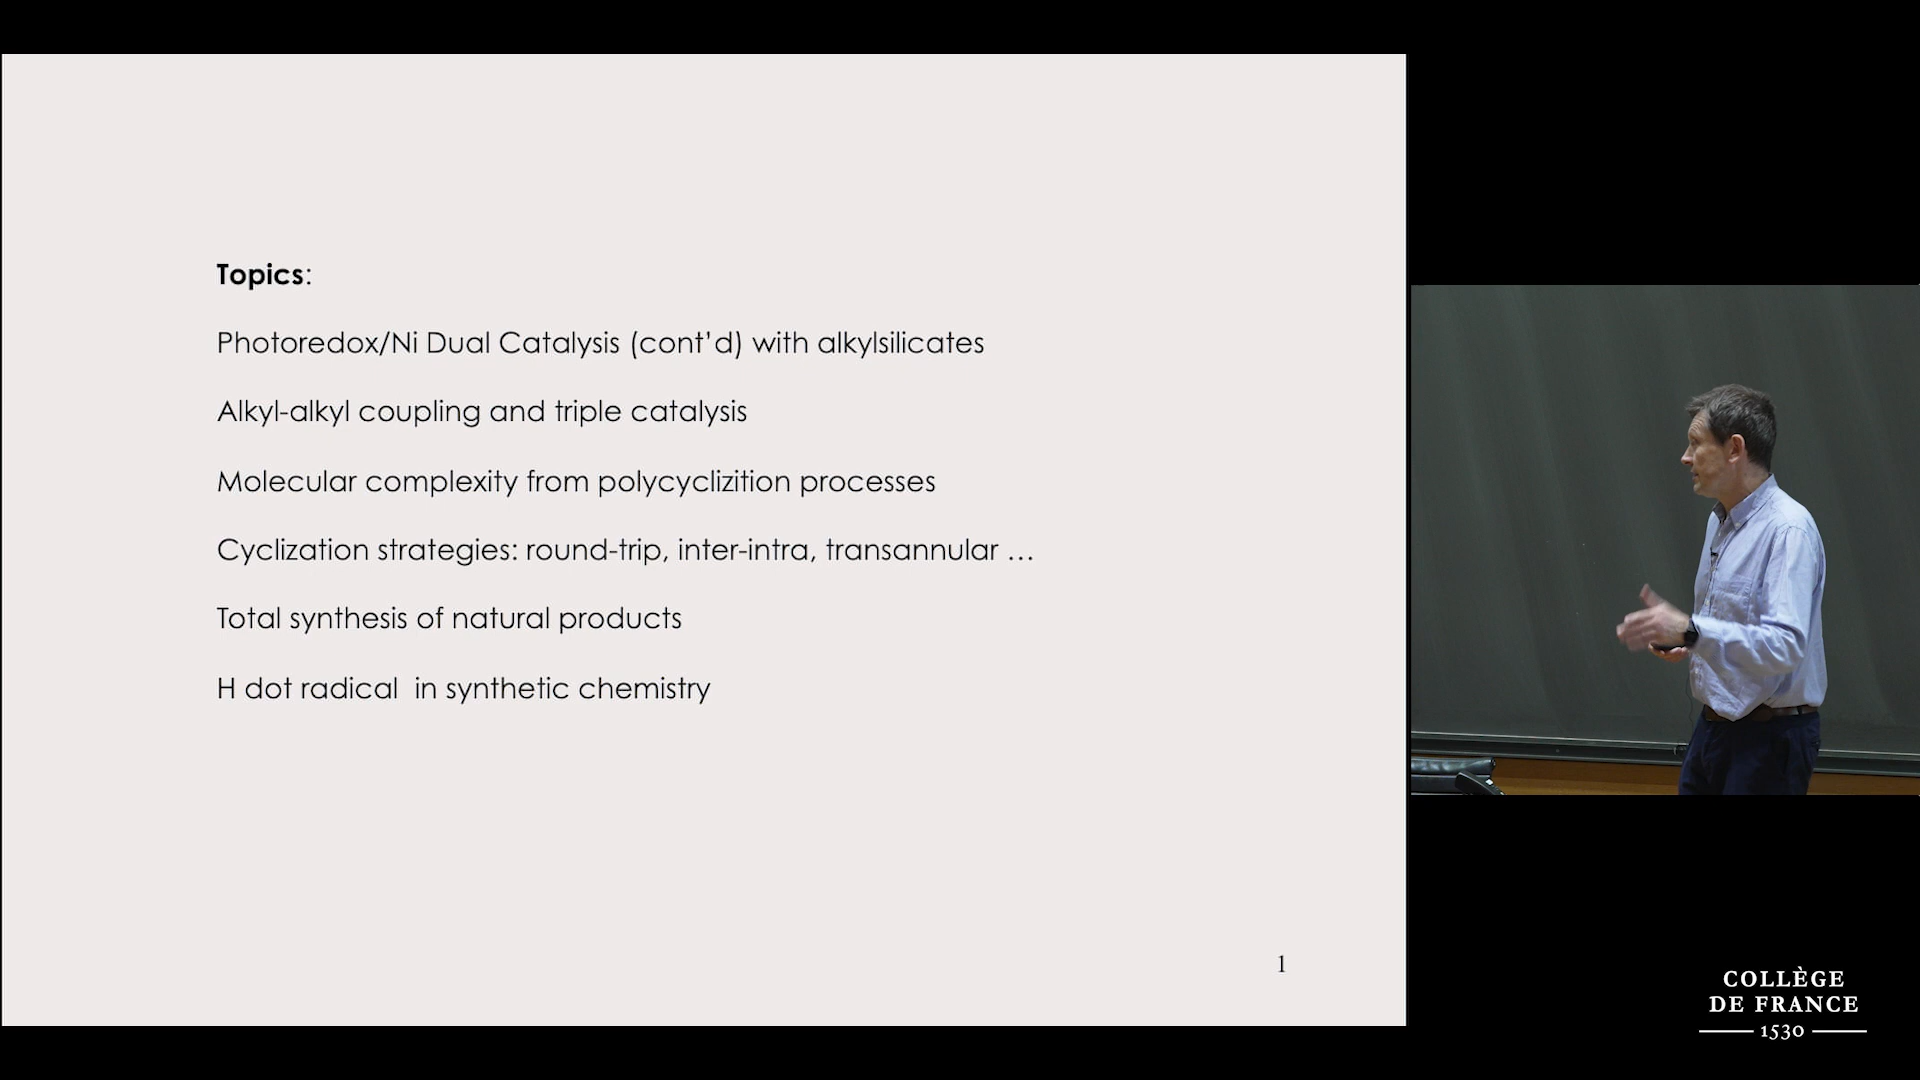 Topics:
Photoredox/Ni Dual Catalysis (cont’d) with alkylsilicates
Alkyl-alkyl coupling and triple catalysis
Molecular complexity from polycyclizition processes
Cyclization strategies: round-trip, inter-intra, transannular …
Total synthesis of natural products
H dot radical  in synthetic chemistry
1
COLLÈGE
DE FRANCE
1530